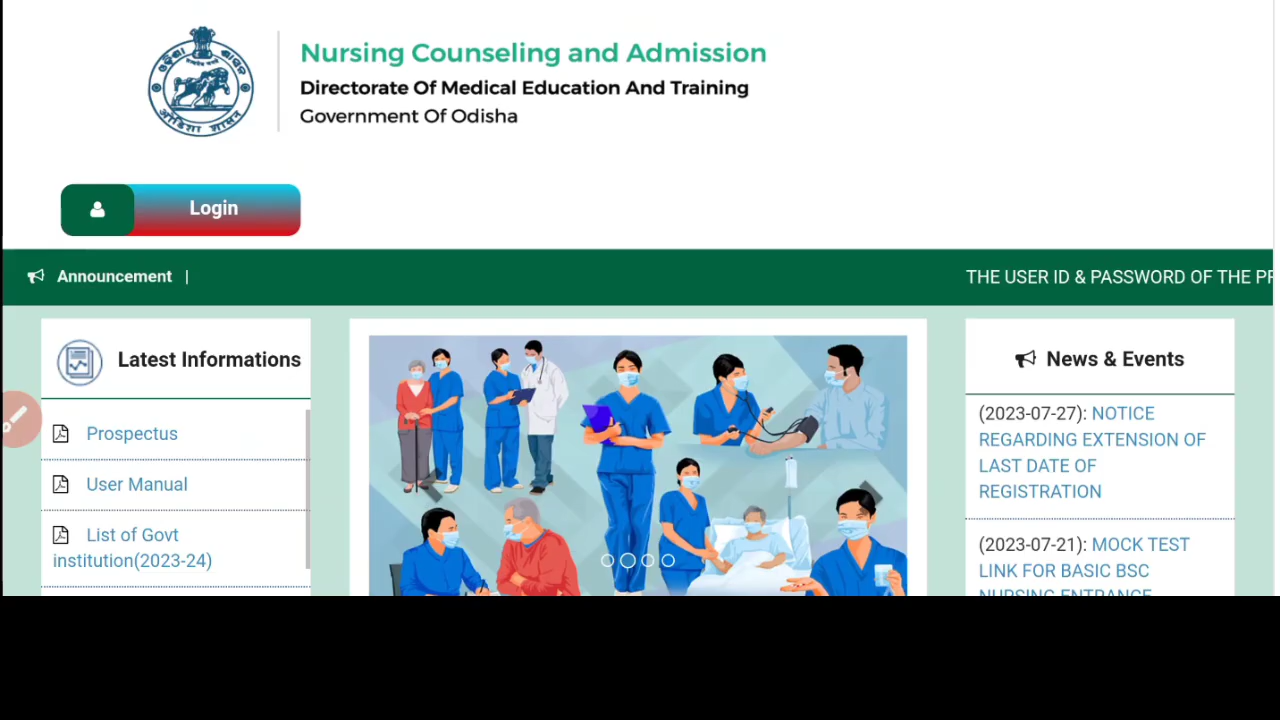 Nursing Counseling and Admission
Directorate Of Medical Education And Training
Government Of Odisha
Login
Announcement |
THE USER ID & PASSWORD OF THE
Latest Informations
Prospectus
User Manual
List of Govt
institution(2023-24)
News & Events
(2023-07-27): NOTICE
REGARDING EXTENSION OF
LAST DATE OF
REGISTRATION
(2023-07-21): MOCK TEST
LINK FOR BASIC BSC
NURSING ENTRANCE